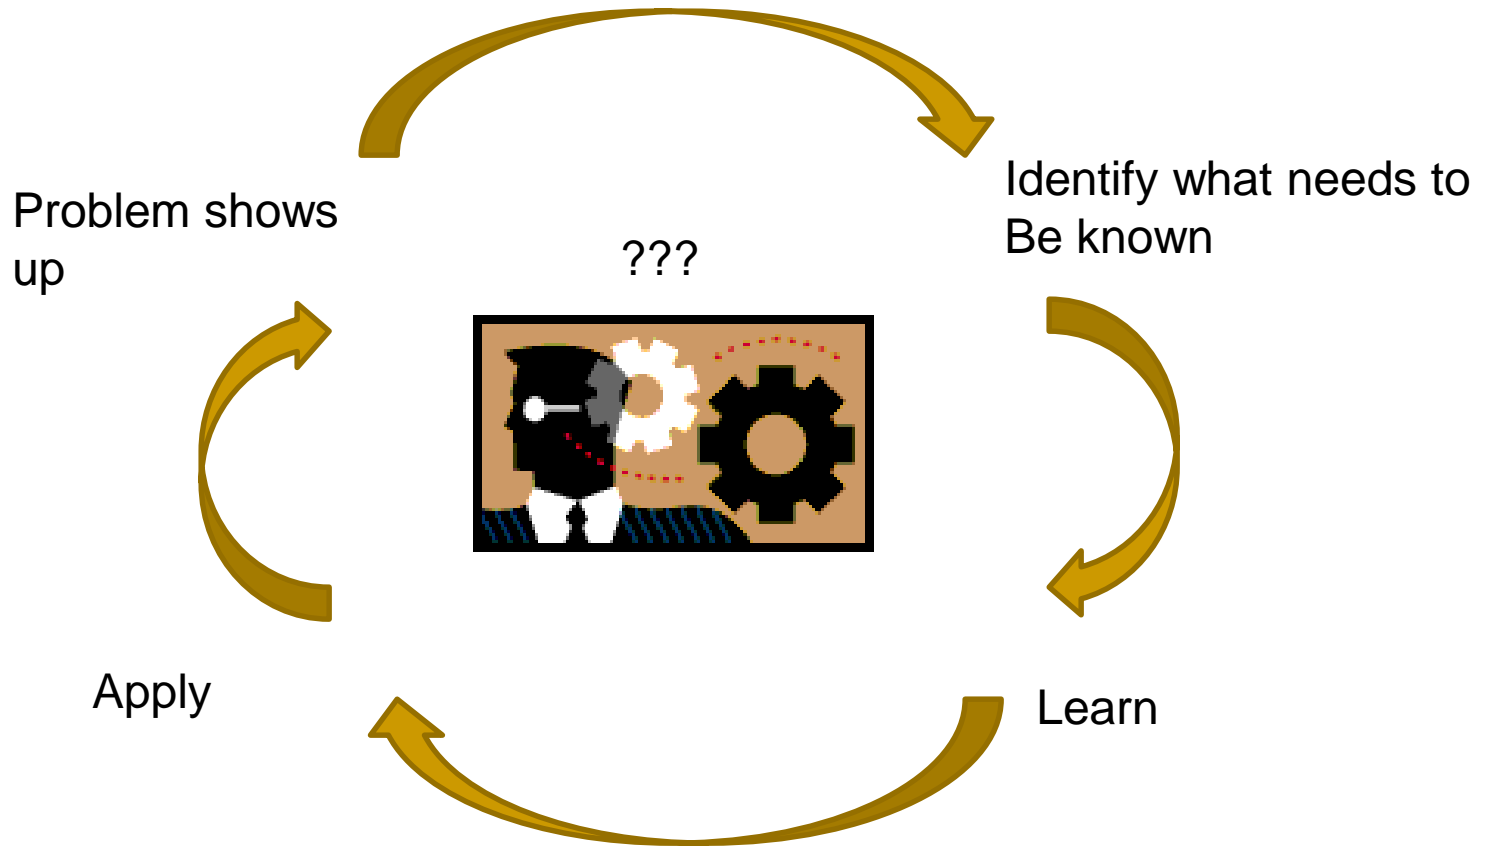 Problem shows
up
Identify what needs to
Be known
???
Apply
Learn